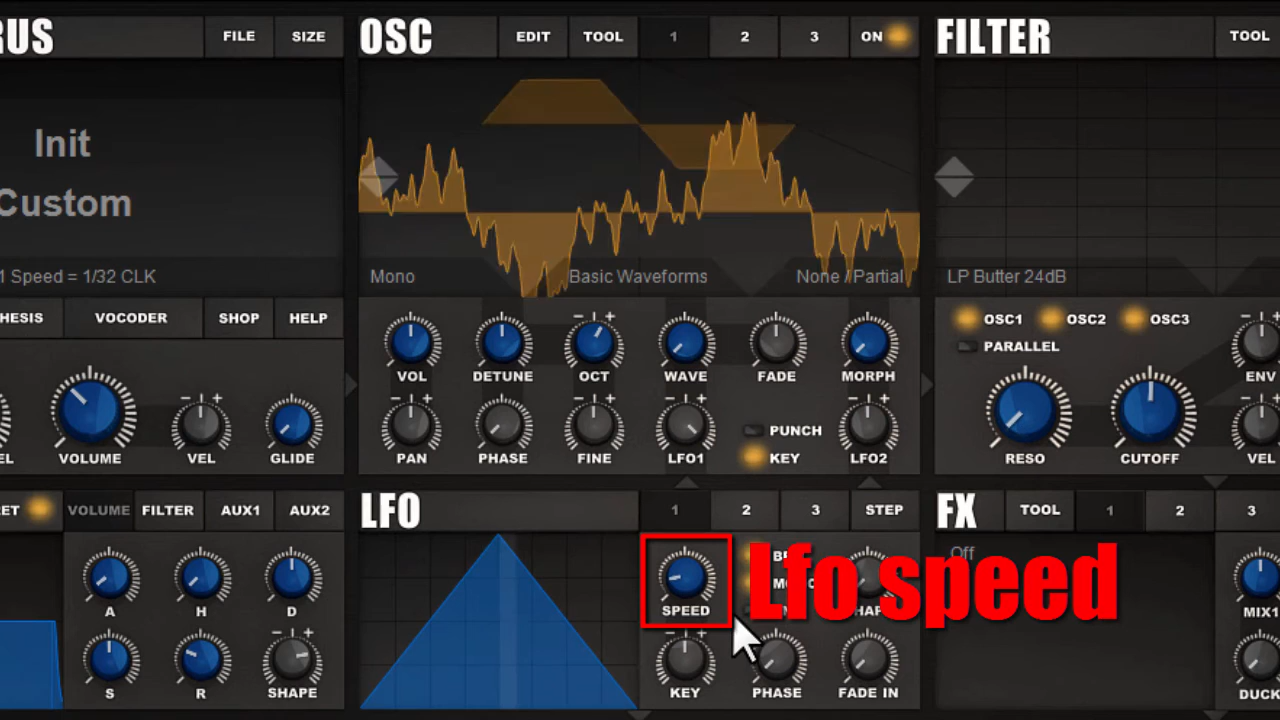 RUS FILE SIZE
Init
Custom
1 Speed = 1/32 CLK
HESIS VOCODER SHOP HELP
EL VOLUME VEL GLIDE
OSC EDIT TOOL 1 2 3 ON
Mono Basic Waveforms None / Partial
VOL DETUNE OCT WAVE FADE MORPH
PUNCH
KEY
PAN PHASE FINE LFO1 LFO2
FILTER TOOL
LP Butter 24dB
OSC1 OSC2 OSC3
PARALLEL
ENV
RESO CUTOFF VEL
RET VOLUME FILTER AUX1 AUX2
A H D
S R SHAPE
LFO 1 2 3 STEP
SPEED
Lfo speed
KEY PHASE FADE IN
FX TOOL 1 2 3
Off
MIX1
DUCK